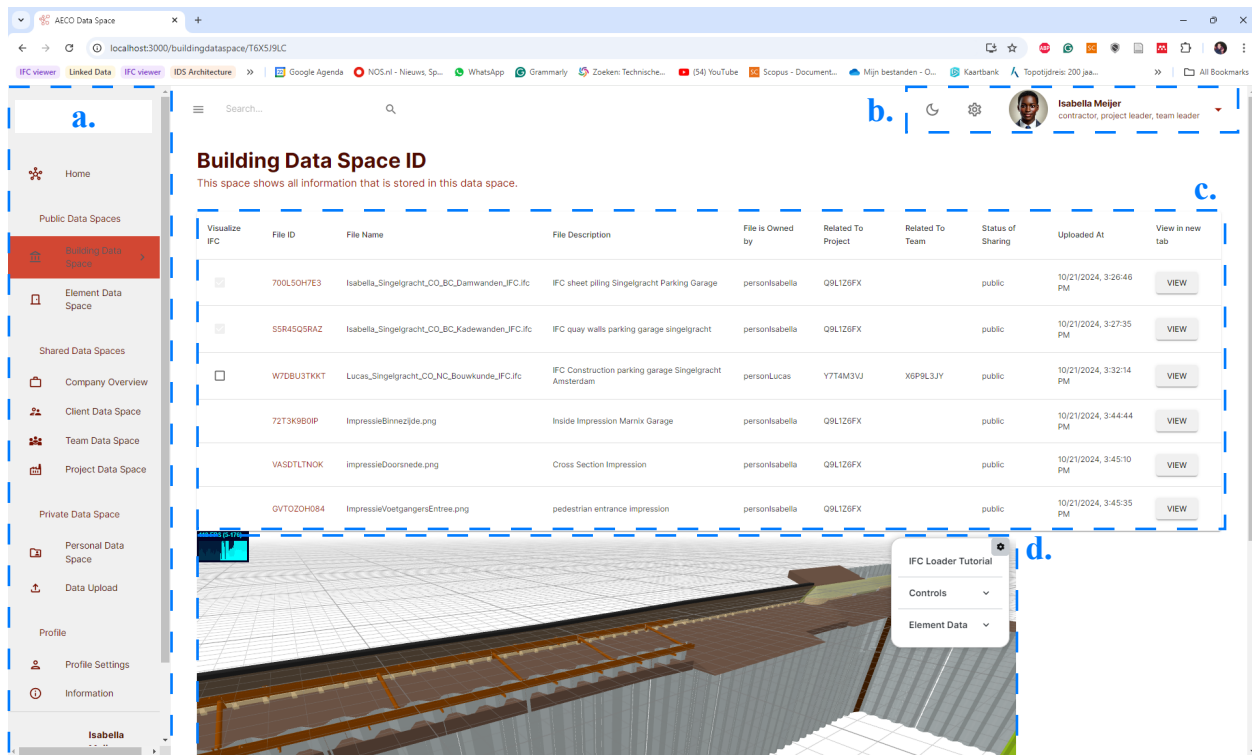 AECO Data Space
localhost:3000/buildingdataspace/T6X5J9LC
IFC viewer Linked Data IFC viewer IDS Architecture Google Agenda NOS.nl - Nieuws, Sp... WhatsApp Grammarly Zoeken: Technische... (54) YouTube Scopus - Document... Mijn bestanden - O... Kaartbank Topotijdreis: 200 jaa... All Bookmarks
a.
b.
Search...
Isabella Meijer
contractor, project leader, team leader
Home
Public Data Spaces
Building Data
Space
Element Data
Space
Shared Data Spaces
Company Overview
Client Data Space
Team Data Space
Project Data Space
Private Data Space
Personal Data
Space
Data Upload
Profile
Profile Settings
Information
Isabella
Building Data Space ID
This space shows all information that is stored in this data space.
c.
Visualize IFC File ID File Name File Description File is Owned by Related To Project Related To Team Status of Sharing Uploaded At View in new tab
700L5OH7E3 Isabella_Singelgracht_CO_BC_Damwanden_IFC.ifc IFC sheet piling Singelgracht Parking Garage personIsabella Q9L1Z6FX public 10/21/2024, 3:26:46 PM VIEW
S5R45Q5RAZ Isabella_Singelgracht_CO_BC_Kadewanden_IFC.ifc IFC quay walls parking garage singelgracht personIsabella Q9L1Z6FX public 10/21/2024, 3:27:35 PM VIEW
W7DBU3TKKT Lucas_Singelgracht_CO_NC_Bouwkunde_IFC.ifc IFC Construction parking garage Singelgracht Amsterdam personLucas Y7T4M3VJ X6P9L3JY public 10/21/2024, 3:32:14 PM VIEW
72T3K9B0IP ImpressieBinnezijde.png Inside Impression Marnix Garage personIsabella Q9L1Z6FX public 10/21/2024, 3:44:44 PM VIEW
VASDTLTNOK impressieDoorsnede.png Cross Section Impression personIsabella Q9L1Z6FX public 10/21/2024, 3:45:10 PM VIEW
GVTOZOH084 ImpressieVoetgangersEntree.png pedestrian entrance impression personIsabella Q9L1Z6FX public 10/21/2024, 3:45:35 PM VIEW
d.
IFC Loader Tutorial
Controls
Element Data